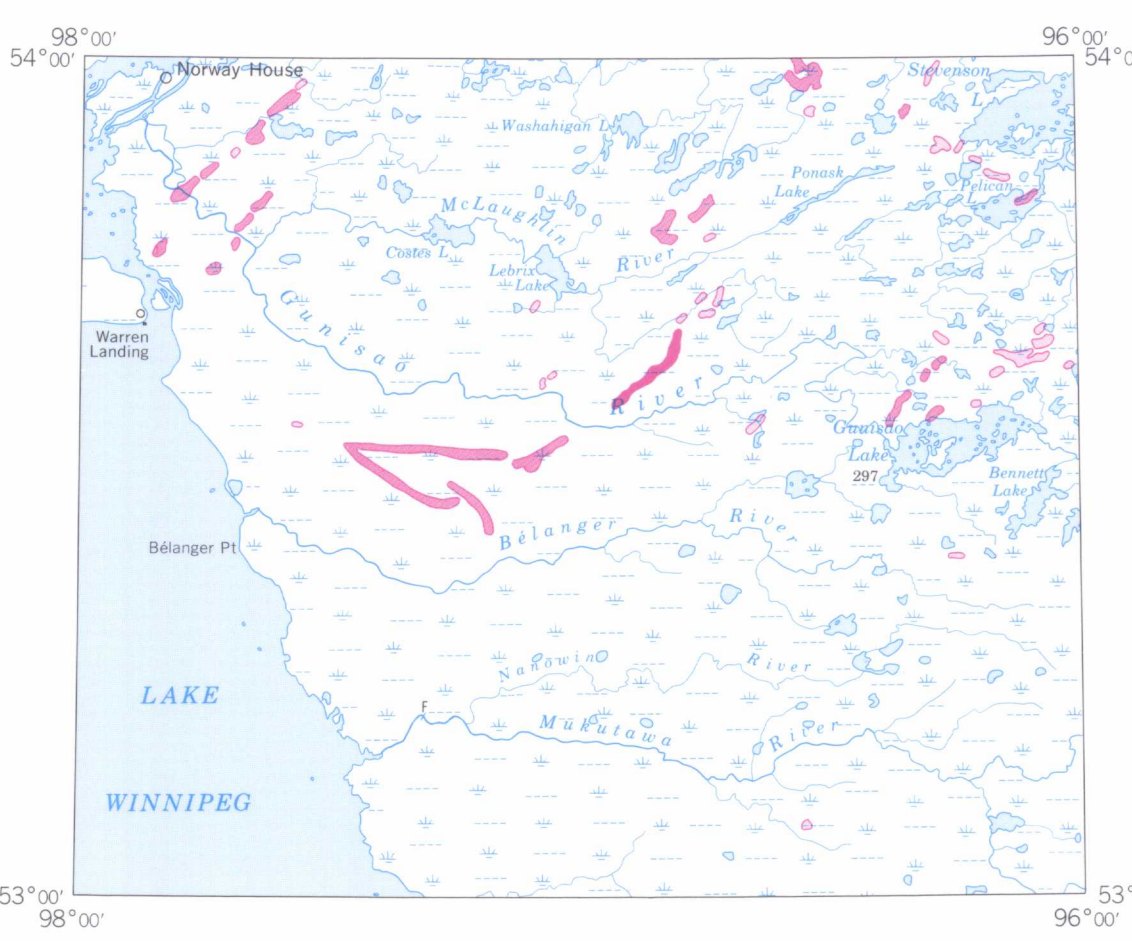 98°00′
96°00′
54°00′
54°0
Norway House
Stevenson
L
Washahigan L
Ponask
Lake
Pelican
L
McLaughlin
Costes L
River
Lebrix
Lake
Gunisao
Warren
Landing
River
Gunisao
Lake
297
Bennett
Lake
Bélanger
River
Bélanger Pt
Nanowin
River
LAKE
F
Mukutawa
River
WINNIPEG
53°00′
53°
98°00′
96°00′